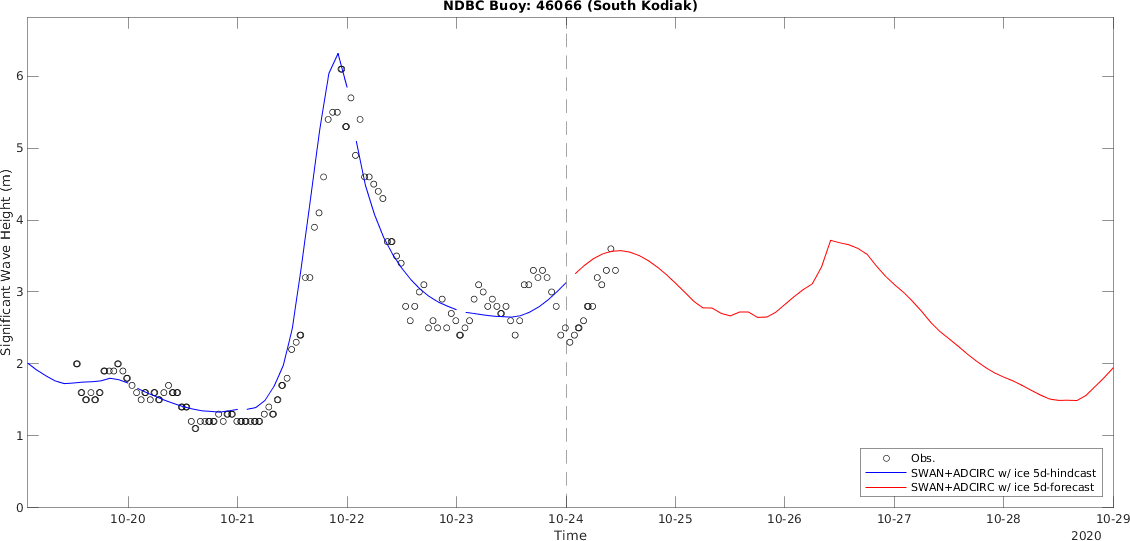 NDBC Buoy: 46066 (South Kodiak)
Significant Wave Height (m)
6
5
4
3
2
1
0
10-20 10-21 10-22 10-23 10-24 10-25 10-26 10-27 10-28 10-29
Time
2020
Obs.
SWAN+ADCIRC w/ ice 5d-hindcast
SWAN+ADCIRC w/ ice 5d-forecast